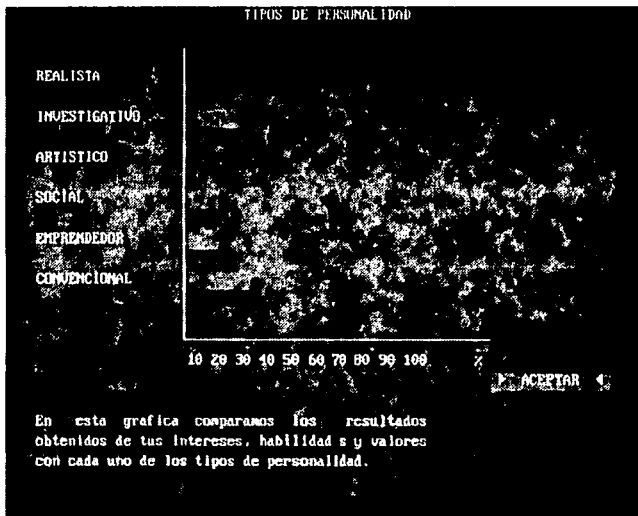 TIPOS DE PERSONALIDAD
REALISTA
INVESTIGATIVO
ARTISTICO
SOCIAL
EMPRENDEDOR
CONVENCIONAL
10 20 30 40 50 60 70 80 90 100 %
ACEPTAR
En esta grafica comparamos los resultados
obtenidos de tus intereses, habilidad s y valores
con cada uno de los tipos de personalidad.